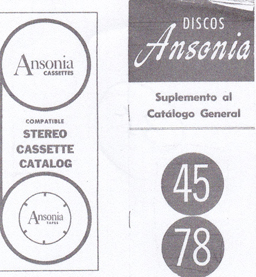 Ansonia
CASSETTES
COMPATIBLE
STEREO
CASSETTE
CATALOG
Ansonia
TAPES
DISCOS
Ansonia
Suplemento al
Catálogo General
45
78